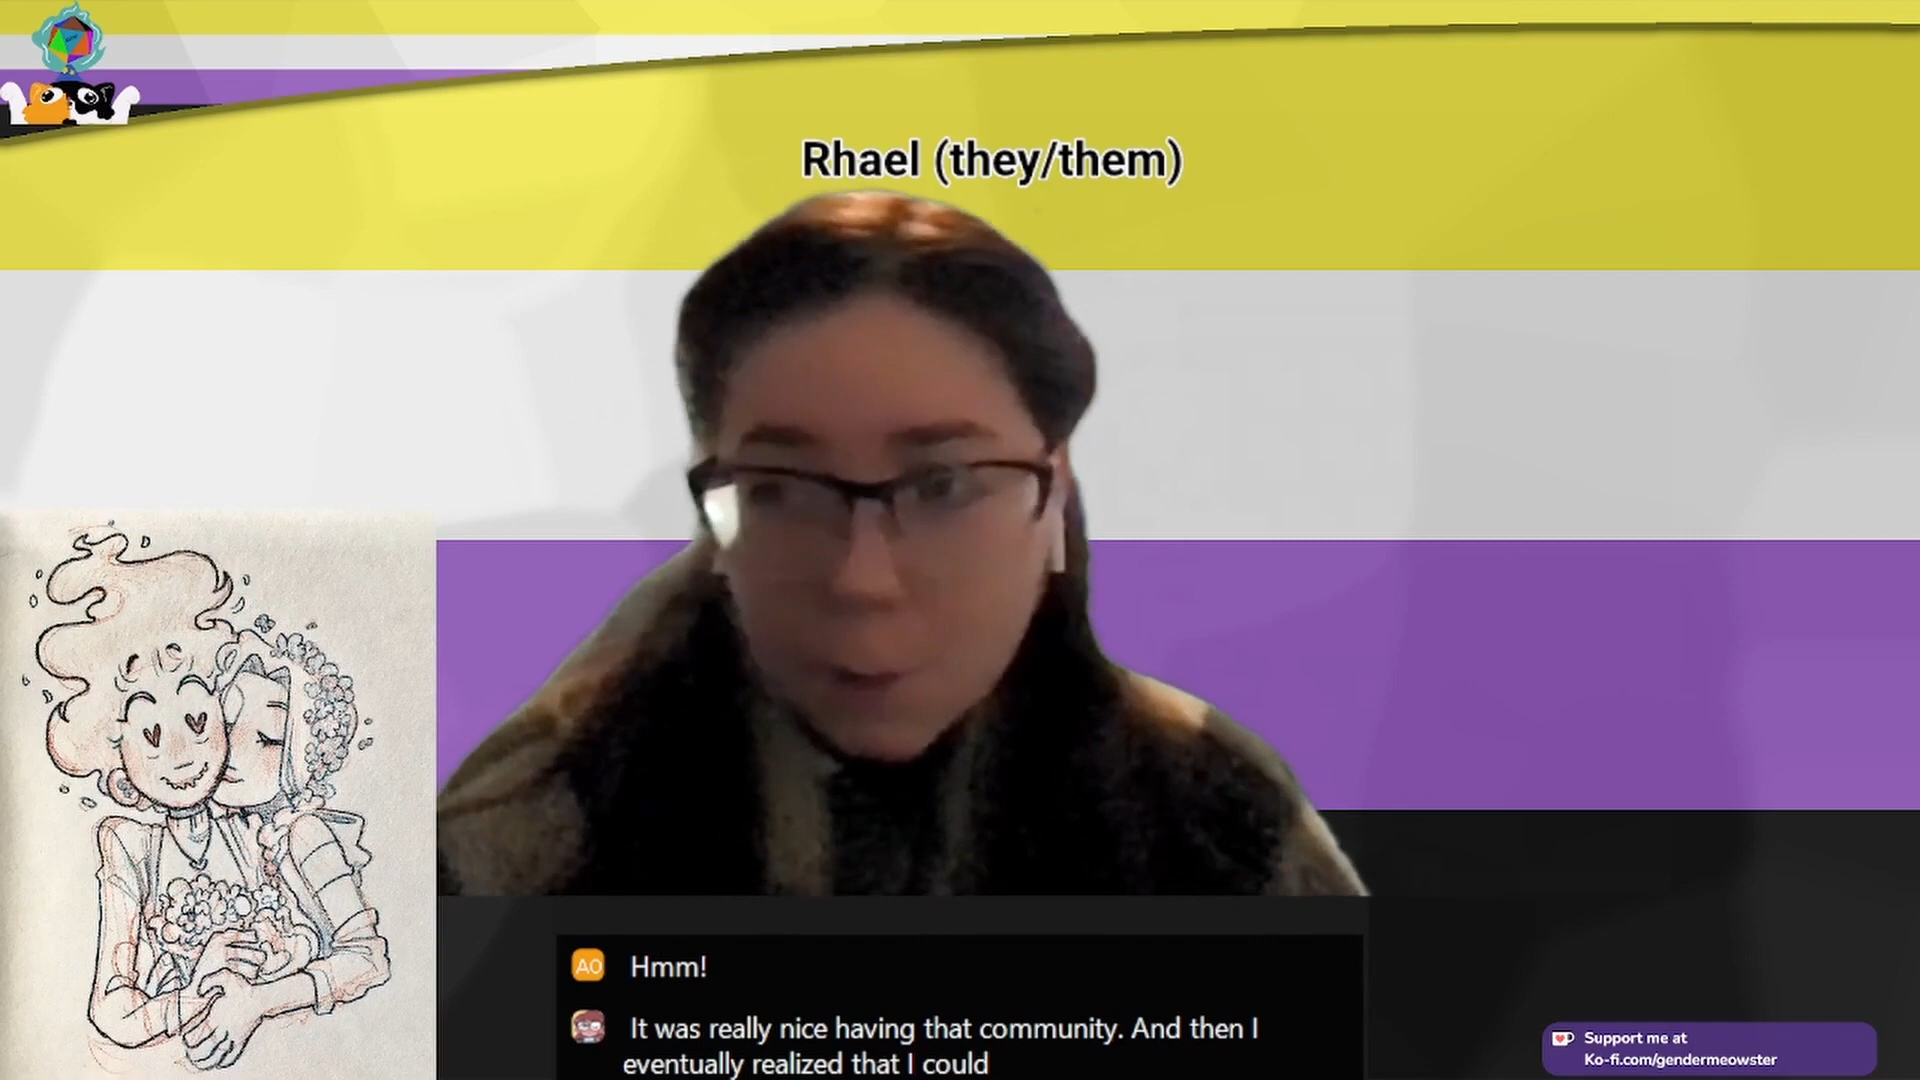 Rhael (they/them)
AO Hmm!
It was really nice having that community. And then I
eventually realized that I could
Support me at
Ko-fi.com/gendermeowster